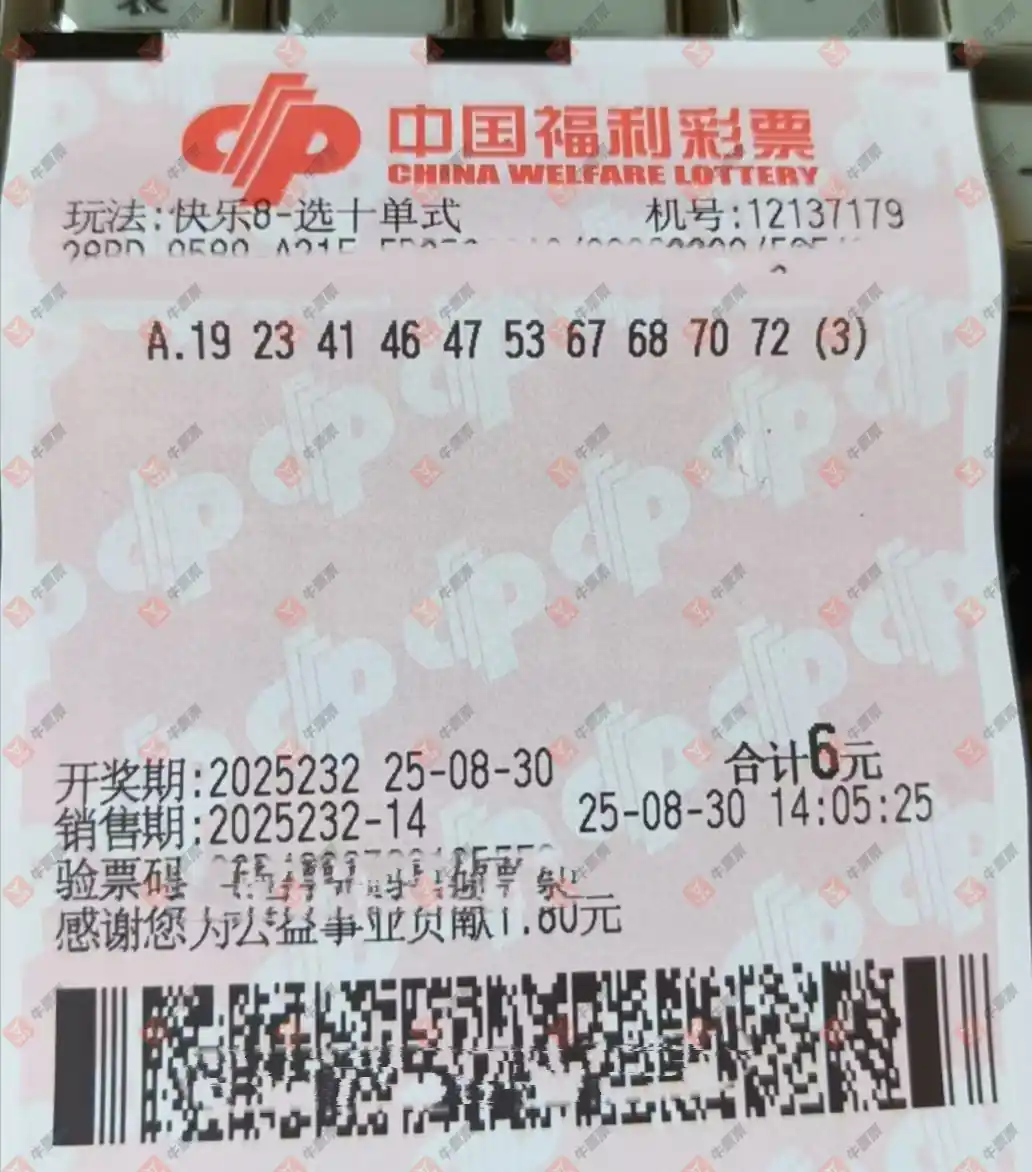 中国福利彩票
CHINA WELFARE LOTTERY
玩法:快乐8-选十单式 机号:12137179
A.19 23 41 46 47 53 67 68 70 72 (3)
开奖期:2025232 25-08-30 合计6元
销售期:2025232-14 25-08-30 14:05:25
验票码
感谢您为公益事业贡献1.80元
牛票票